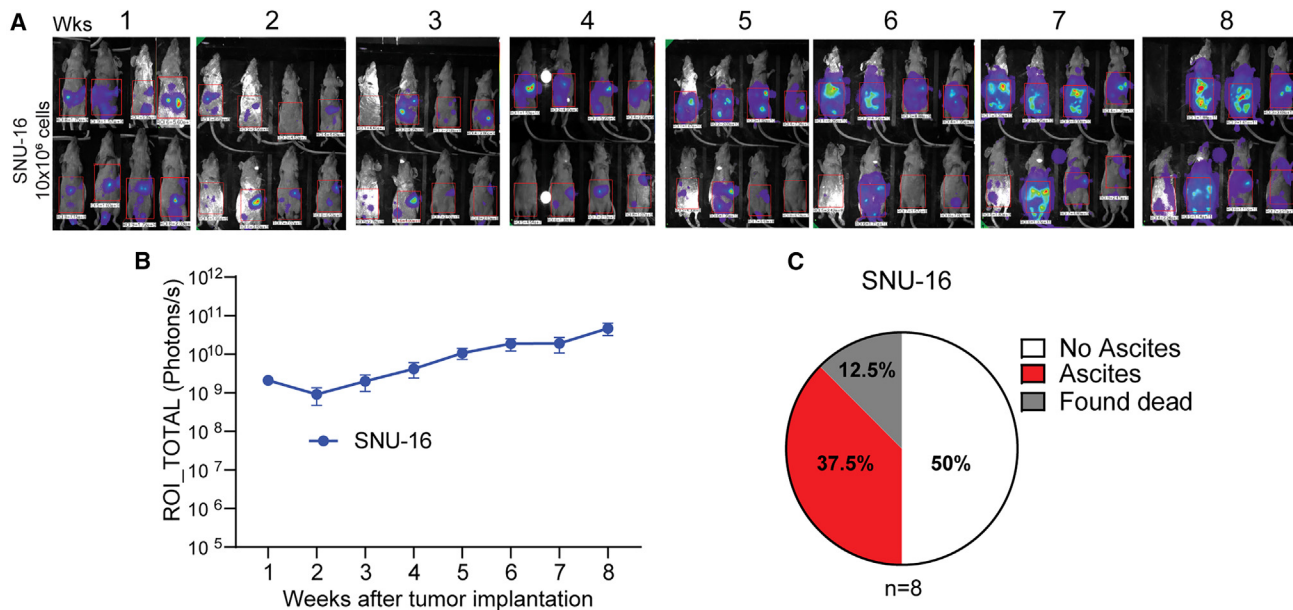 A
Wks 1 2 3 4 5 6 7 8
SNU-16
10x10⁶ cells
B
ROI_TOTAL (Photons/s)
10¹²
10¹¹
10¹⁰
10⁹
10⁸
10⁷
10⁶
10⁵
SNU-16
1 2 3 4 5 6 7 8
Weeks after tumor implantation
C
SNU-16
No Ascites
Ascites
Found dead
12.5%
37.5%
50%
n=8